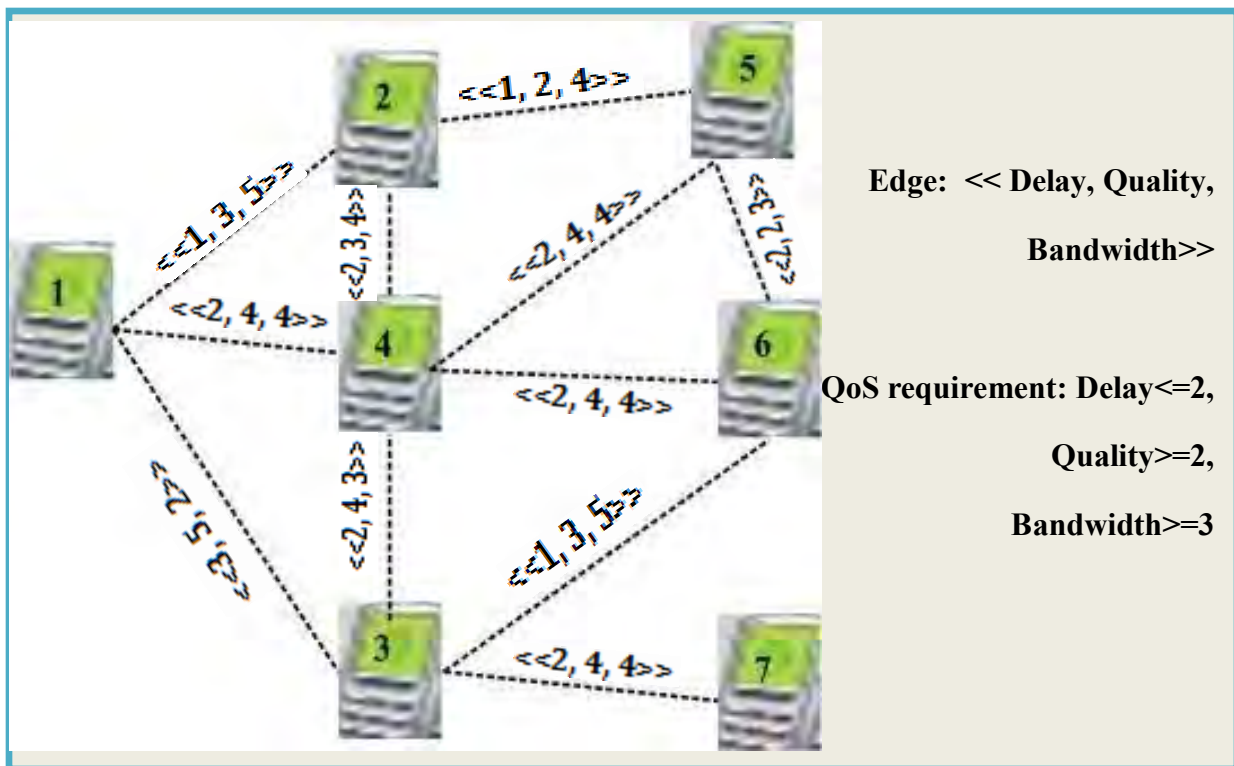 2
5
<<1, 2, 4>>
<<1, 3, 5>>
<<2, 3, 4>>
<<2, 4, 4>>
<<2, 2, 3>>
1
<<2, 4, 4>>
4
6
<<2, 4, 4>>
<<3, 5, 2>>
<<2, 4, 3>>
<<1, 3, 5>>
3
<<2, 4, 4>>
7
Edge: << Delay, Quality,
Bandwidth>>
QoS requirement: Delay<=2,
Quality>=2,
Bandwidth>=3